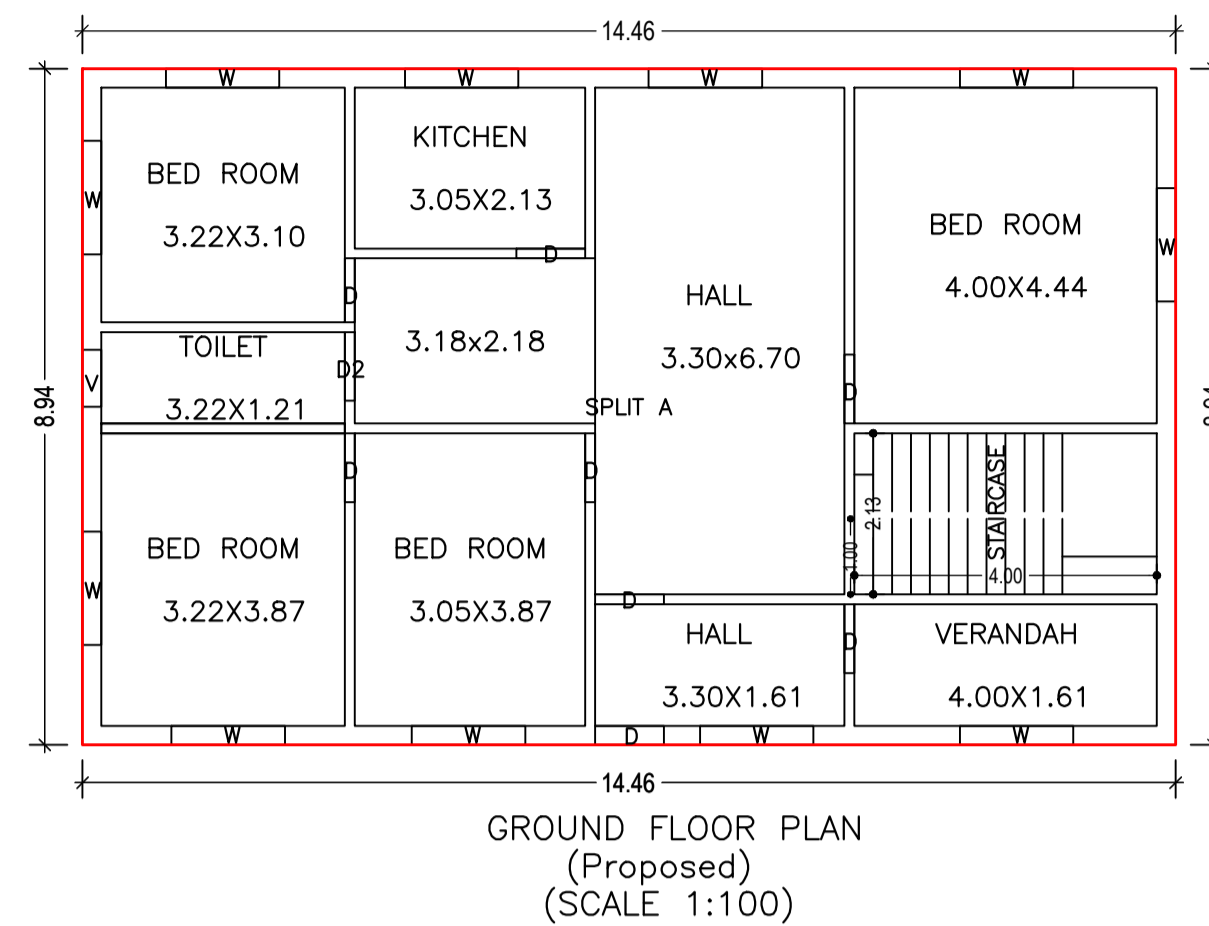 14.46
W W W W
BED ROOM
3.22X3.10
KITCHEN
3.05X2.13
BED ROOM
4.00X4.44
W
W
D
D
HALL
3.30x6.70
3.18x2.18
TOILET
3.22X1.21
V
D2
D
SPLIT A
8.94
D
D
STAIRCASE
2.13
1.00
4.00
BED ROOM
3.22X3.87
BED ROOM
3.05X3.87
W
D
HALL
3.30X1.61
D
VERANDAH
4.00X1.61
W W D W W
14.46
GROUND FLOOR PLAN
(Proposed)
(SCALE 1:100)